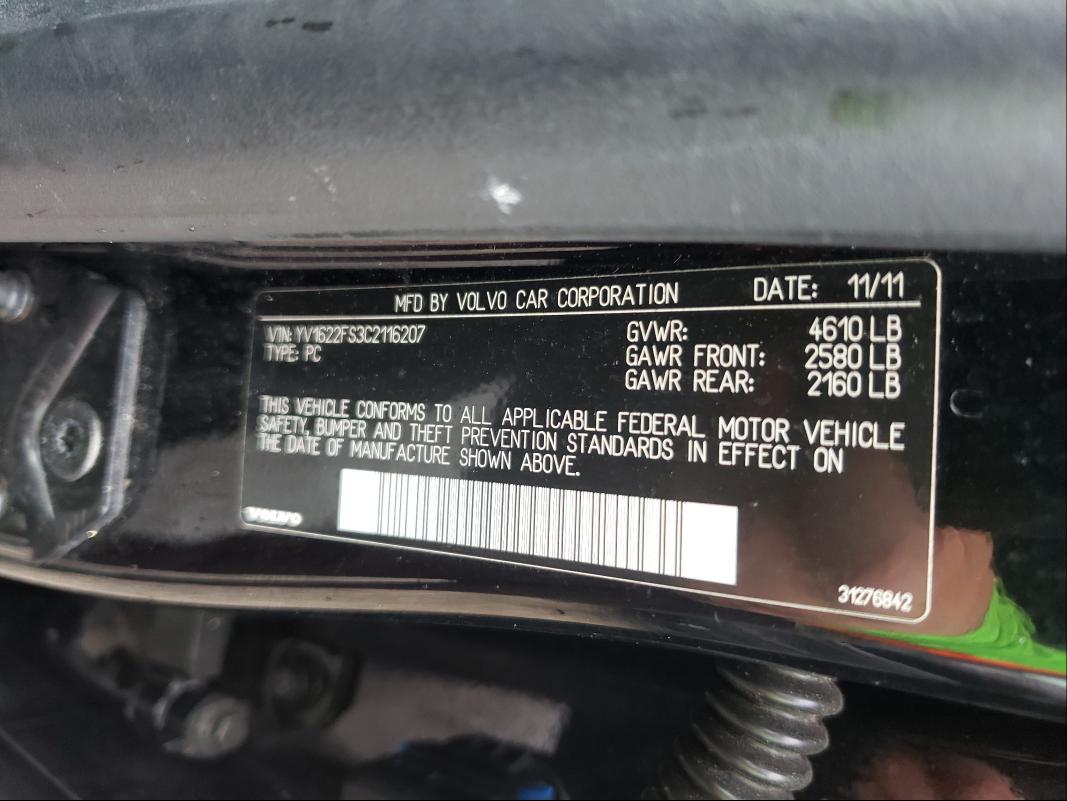 MFD BY VOLVO CAR CORPORATION DATE: 11/11
VIN: YV1622FS3C2116207 GVWR: 4610 LB
TYPE: PC GAWR FRONT: 2580 LB
GAWR REAR: 2160 LB
THIS VEHICLE CONFORMS TO ALL APPLICABLE FEDERAL MOTOR VEHICLE
SAFETY, BUMPER AND THEFT PREVENTION STANDARDS IN EFFECT ON
THE DATE OF MANUFACTURE SHOWN ABOVE.
VOLVO
31276842